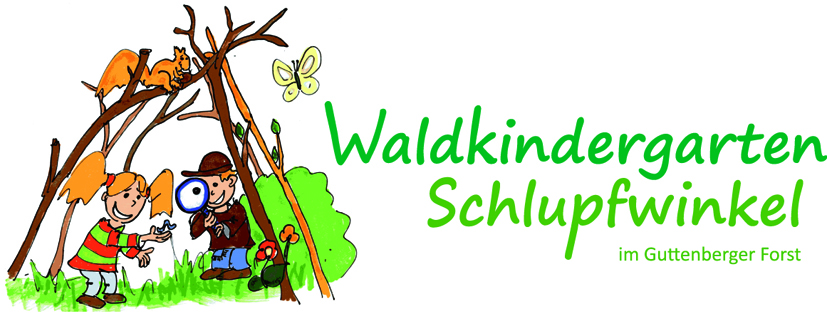 Waldkindergarten
Schlupfwinkel
im Guttenberger Forst